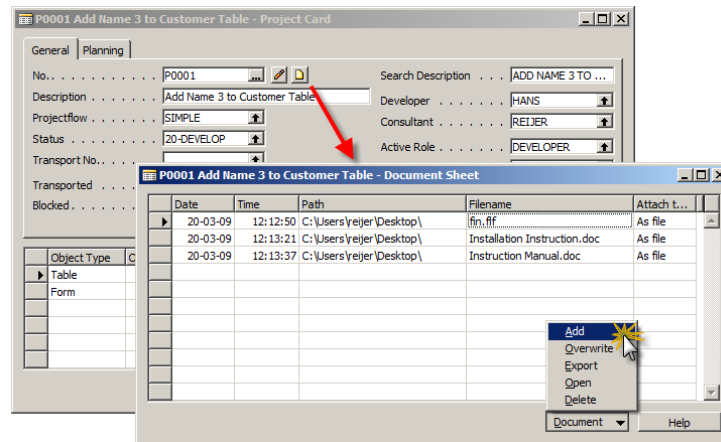 P0001 Add Name 3 to Customer Table - Project Card
General Planning
No.. . . . . . . . . . . . P0001 ... Search Description . . . ADD NAME 3 TO ...
Description . . . . . . . Add Name 3 to Customer Table Developer . . . . . . . HANS
Projectflow . . . . . . . SIMPLE Consultant . . . . . . . REIJER
Status . . . . . . . . . 20-DEVELOP Active Role . . . . . . . DEVELOPER
Transport No.. . . .
P0001 Add Name 3 to Customer Table - Document Sheet
Transported . . . .
Blocked. . . . . . .
Date Time Path Filename Attach t...
20-03-09 12:12:50 C:\Users\reijer\Desktop\ fin.flf As file
20-03-09 12:13:21 C:\Users\reijer\Desktop\ Installation Instruction.doc As file
20-03-09 12:13:37 C:\Users\reijer\Desktop\ Instruction Manual.doc As file
Object Type O
Table
Form
Add
Overwrite
Export
Open
Delete
Document Help